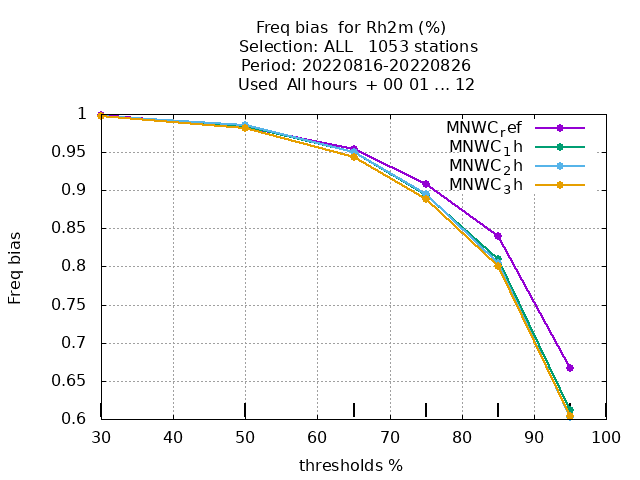 Freq bias  for Rh2m (%)
Selection: ALL   1053 stations
Period: 20220816-20220826
Used  All hours  + 00 01 ... 12
MNWC_ref
MNWC_1h
MNWC_2h
MNWC_3h
1
0.95
0.9
0.85
0.8
0.75
0.7
0.65
0.6
Freq bias
30 40 50 60 70 80 90 100
thresholds %